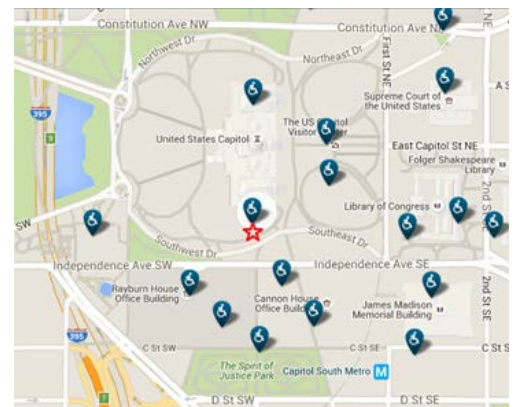 Constitution Ave NW
Constitution Ave NE
Northwest Dr
Northeast Dr
First St NE
Supreme Court of
the United States
A S
395
9
The US Capitol
Visitor Center
United States Capitol
East Capitol St NE
Folger Shakespeare
Library
Library of Congress
2nd St SE
SW
Southwest Dr
Southeast Dr
Independence Ave SW
Independence Ave SE
Rayburn House
Office Building
Cannon House
Office Building
James Madison
Memorial Building
2nd St SE
395
C St SW
C St SE
C St S
The Spirit of
Justice Park
Capitol South Metro M
7
D St SW
D St SE